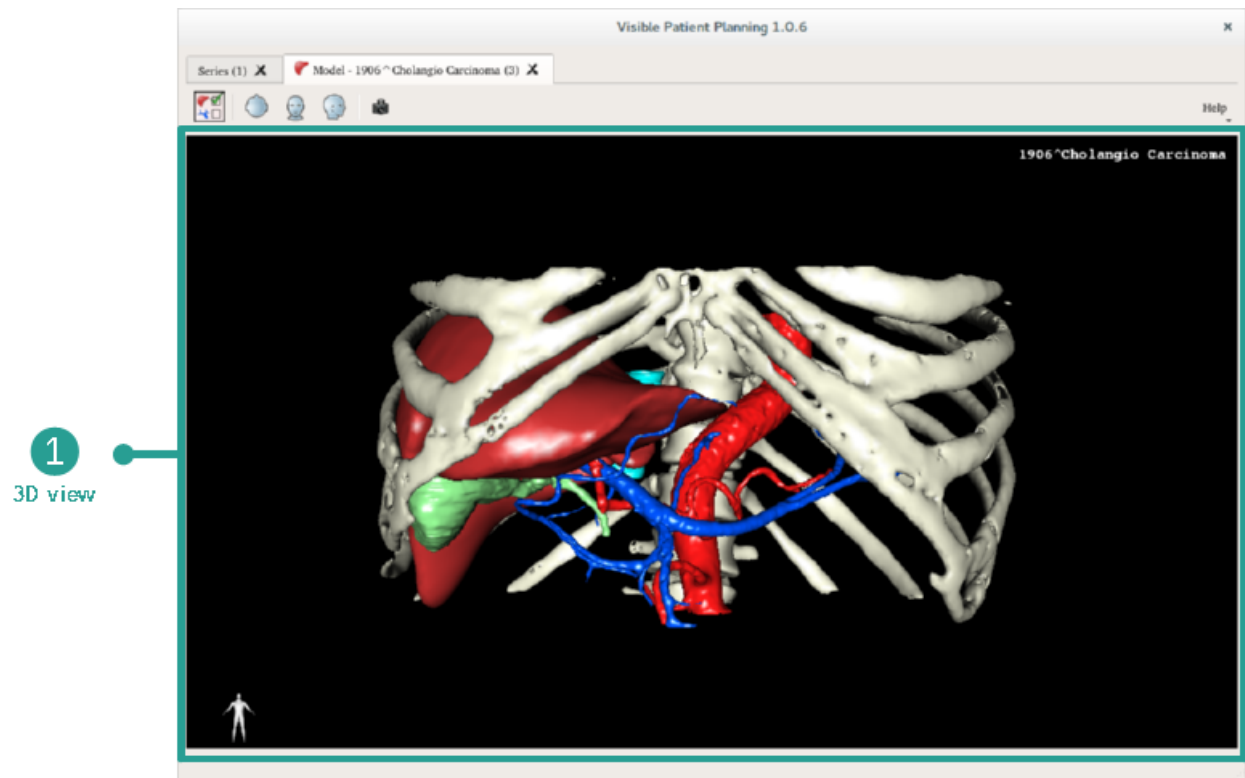 Visible Patient Planning 1.0.6
Series (1)
Model - 1906^Cholangio Carcinoma (3)
Help
1906^Cholangio Carcinoma
1
3D view